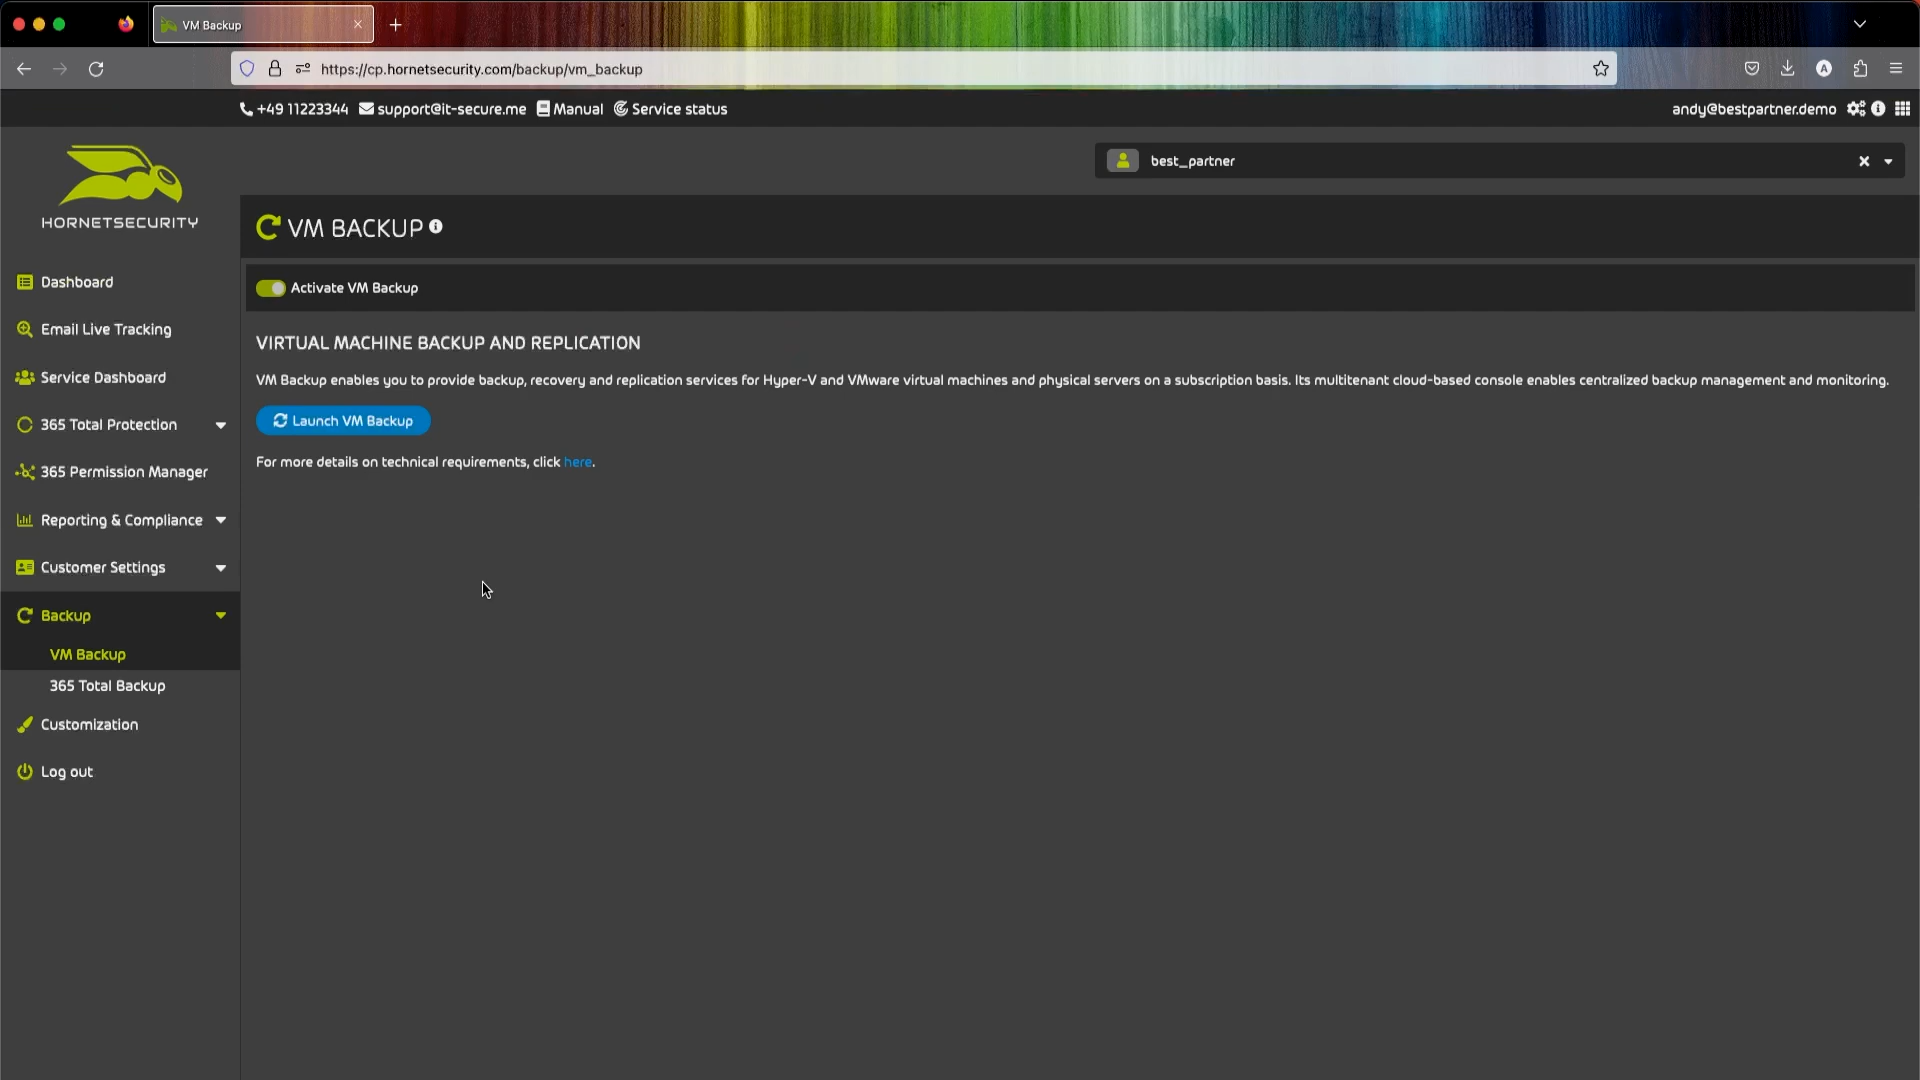 VM Backup
https://cp.hornetsecurity.com/backup/vm_backup
A
+49 11223344 support@it-secure.me Manual Service status
andy@bestpartner.demo
HORNETSECURITY
best_partner
VM BACKUP
Activate VM Backup
VIRTUAL MACHINE BACKUP AND REPLICATION
VM Backup enables you to provide backup, recovery and replication services for Hyper-V and VMware virtual machines and physical servers on a subscription basis. Its multitenant cloud-based console enables centralized backup management and monitoring.
Launch VM Backup
For more details on technical requirements, click here.
Dashboard
Email Live Tracking
Service Dashboard
365 Total Protection
365 Permission Manager
Reporting & Compliance
Customer Settings
Backup
VM Backup
365 Total Backup
Customization
Log out